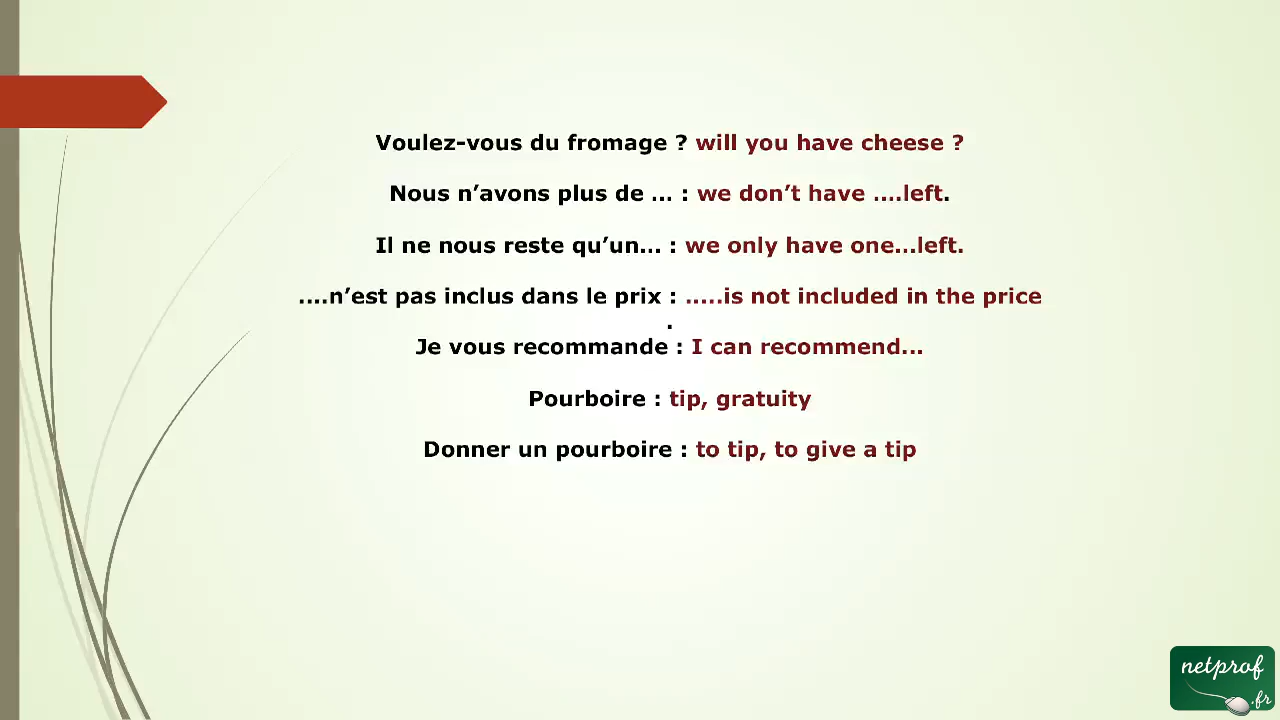 Voulez-vous du fromage ? will you have cheese ?
Nous n’avons plus de ... : we don’t have ....left.
Il ne nous reste qu’un... : we only have one...left.
....n’est pas inclus dans le prix : .....is not included in the price
.
Je vous recommande : I can recommend...
Pourboire : tip, gratuity
Donner un pourboire : to tip, to give a tip
netprof
.fr